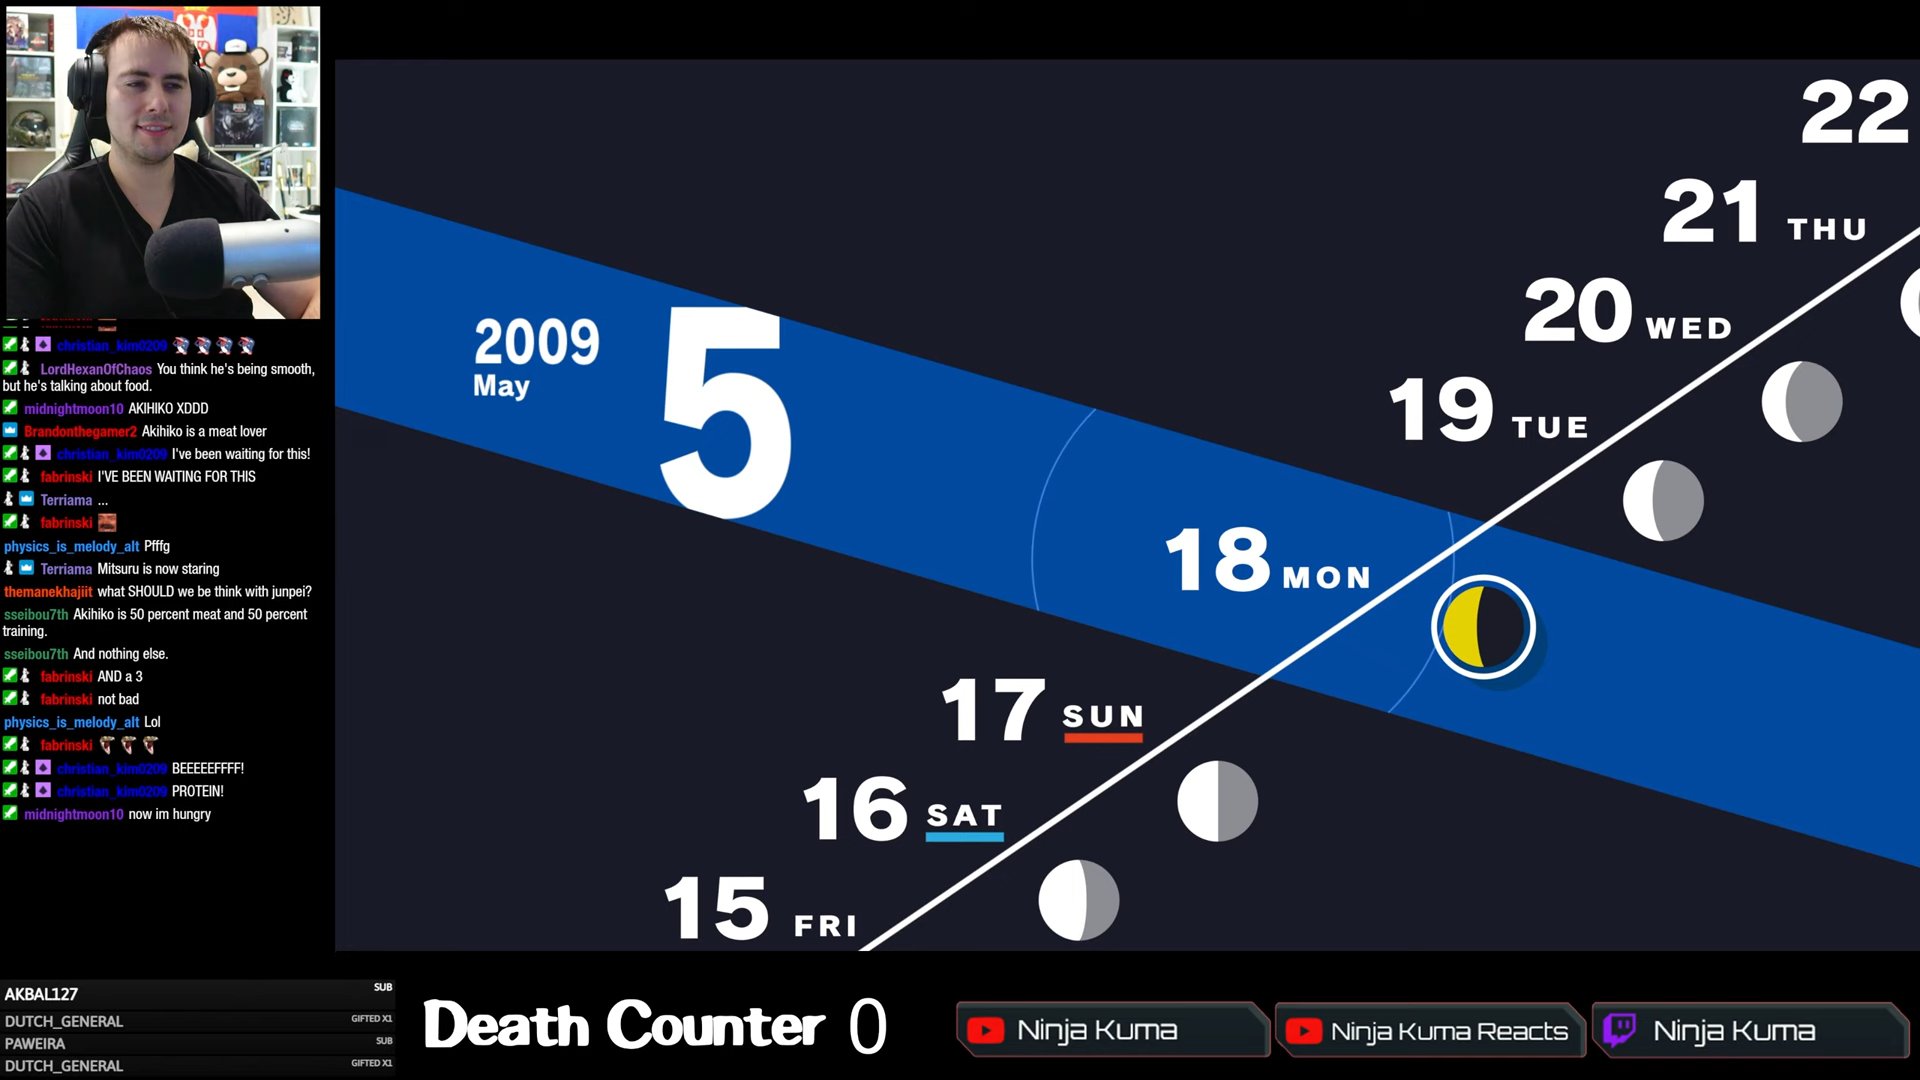 christian_kim0209
LordHexanOfChaos You think he's being smooth,
but he's talking about food.
midnightmoon10 AKIHIKO XDDD
Brandonthegamer2 Akihiko is a meat lover
christian_kim0209 I've been waiting for this!
fabrinski I'VE BEEN WAITING FOR THIS
Terriama ...
fabrinski
physics_is_melody_alt Pfffg
Terriama Mitsuru is now staring
themanekhajiit what SHOULD we be think with junpei?
sseibou7th Akihiko is 50 percent meat and 50 percent
training.
sseibou7th And nothing else.
fabrinski AND a 3
fabrinski not bad
physics_is_melody_alt Lol
fabrinski
christian_kim0209 BEEEEEFFFF!
christian_kim0209 PROTEIN!
midnightmoon10 now im hungry
2009
May
5
22
21 THU
20 WED
19 TUE
18 MON
17 SUN
16 SAT
15 FRI
AKBAL127 SUB
DUTCH_GENERAL GIFTED X1
PAWEIRA SUB
DUTCH_GENERAL GIFTED X1
Death Counter 0
Ninja Kuma
Ninja Kuma Reacts
Ninja Kuma